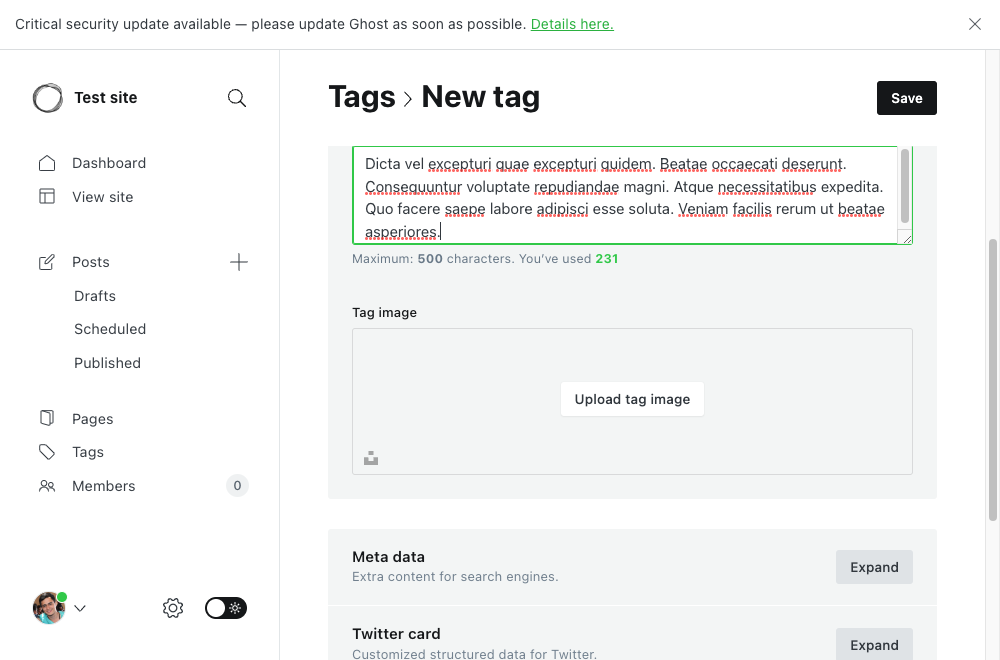 Critical security update available — please update Ghost as soon as possible. Details here.
Test site
Dashboard
View site
Posts
Drafts
Scheduled
Published
Pages
Tags
Members
0
Tags
New tag
Save
Dicta vel excepturi quae excepturi quidem. Beatae occaecati deserunt.
Consequuntur voluptate repudiandae magni. Atque necessitatibus expedita.
Quo facere saepe labore adipisci esse soluta. Veniam facilis rerum ut beatae
asperiores.
Maximum: 500 characters. You’ve used 231
Tag image
Upload tag image
Meta data
Extra content for search engines.
Expand
Twitter card
Customized structured data for Twitter.
Expand